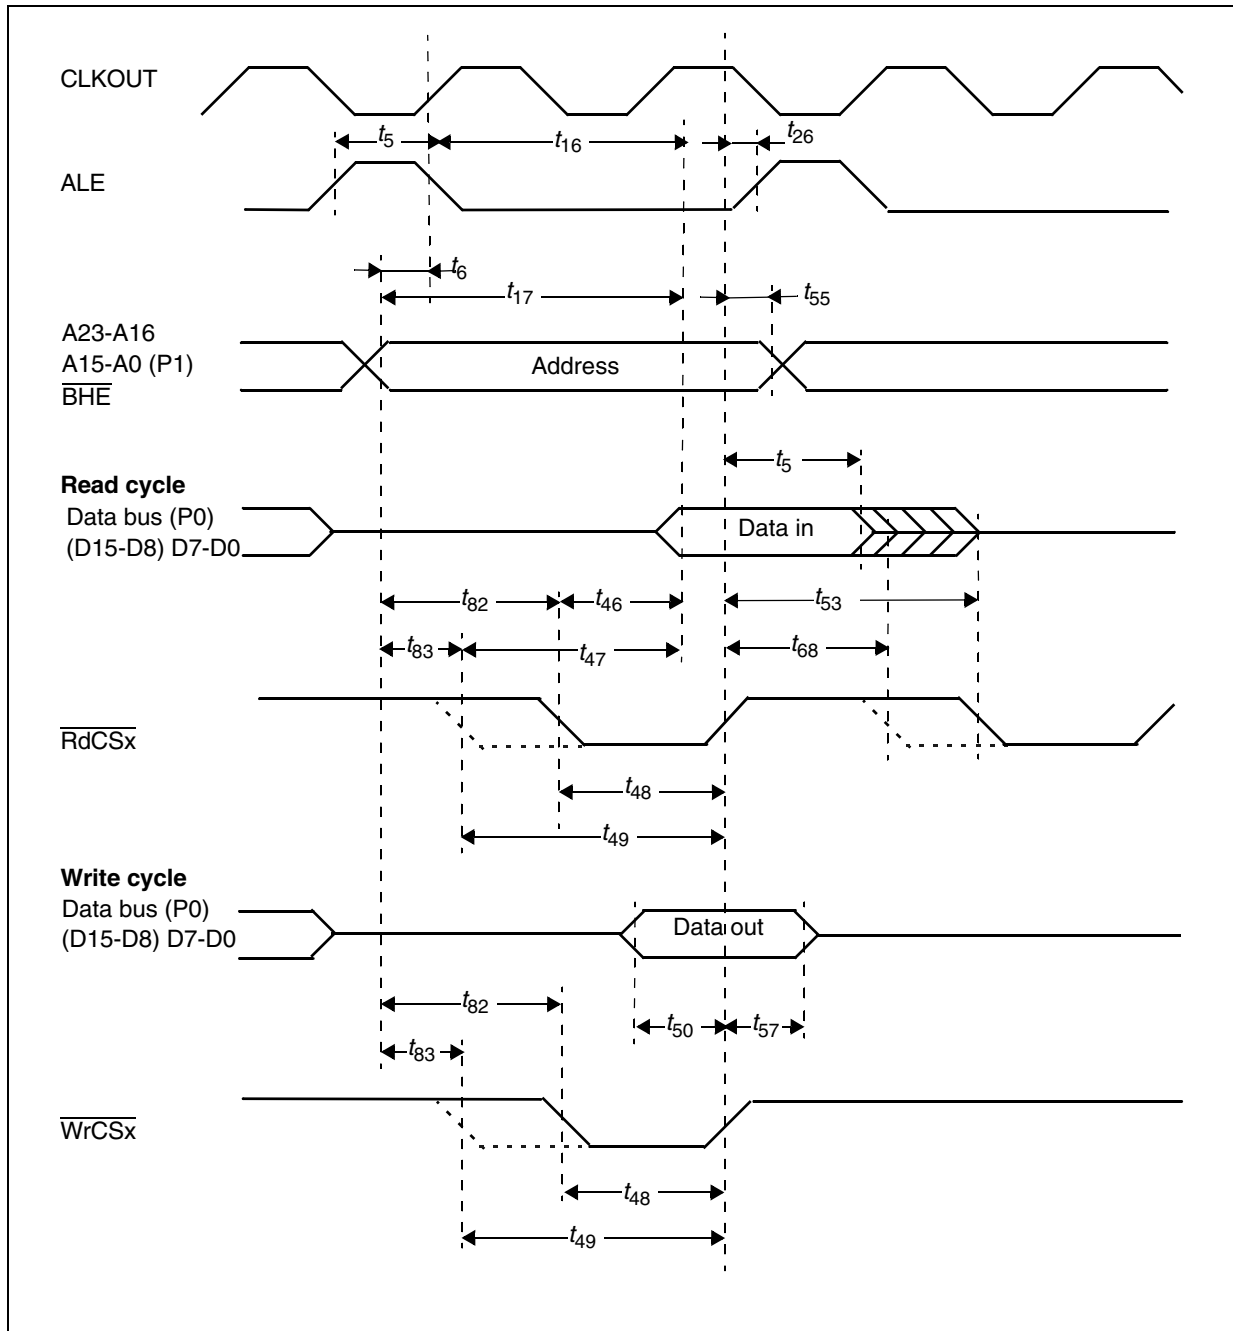 CLKOUT
t5
t16
t26
ALE
t6
t17
t55
A23-A16
A15-A0 (P1)
BHE
Address
t5
Read cycle
Data bus (P0)
(D15-D8) D7-D0
Data in
t82
t46
t53
t83
t47
t68
RdCSx
t48
t49
Write cycle
Data bus (P0)
(D15-D8) D7-D0
Data out
t82
t50
t57
t83
WrCSx
t48
t49